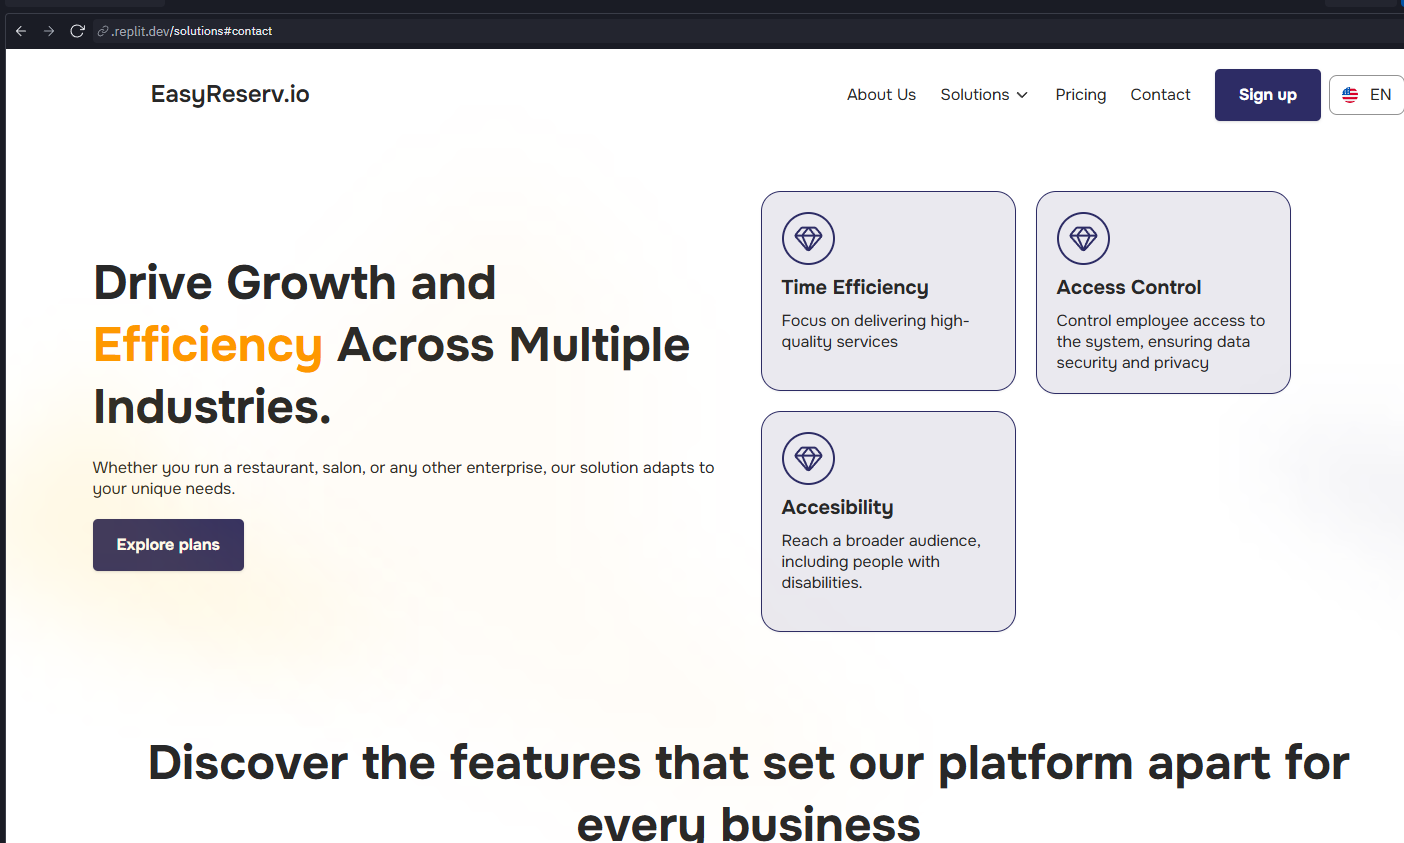 .replit.dev/solutions#contact
EasyReserv.io
About Us
Solutions
Pricing
Contact
Sign up
EN
Drive Growth and
Efficiency Across Multiple
Industries.
Whether you run a restaurant, salon, or any other enterprise, our solution adapts to
your unique needs.
Explore plans
Time Efficiency
Focus on delivering high-
quality services
Access Control
Control employee access to
the system, ensuring data
security and privacy
Accesibility
Reach a broader audience,
including people with
disabilities.
Discover the features that set our platform apart for
every business